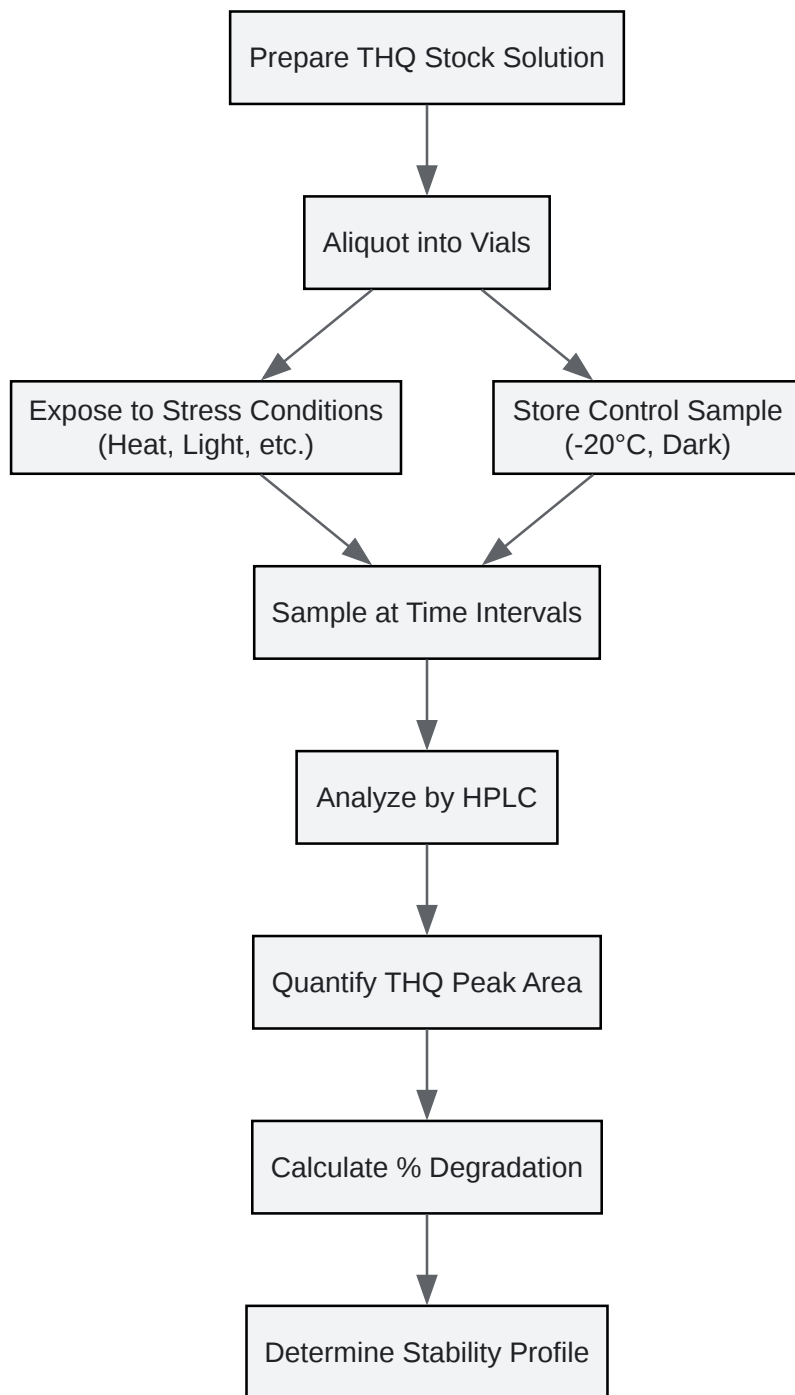 Prepare THQ Stock Solution
Aliquot into Vials
Expose to Stress Conditions
(Heat, Light, etc.)
Store Control Sample
(-20°C, Dark)
Sample at Time Intervals
Analyze by HPLC
Quantify THQ Peak Area
Calculate % Degradation
Determine Stability Profile